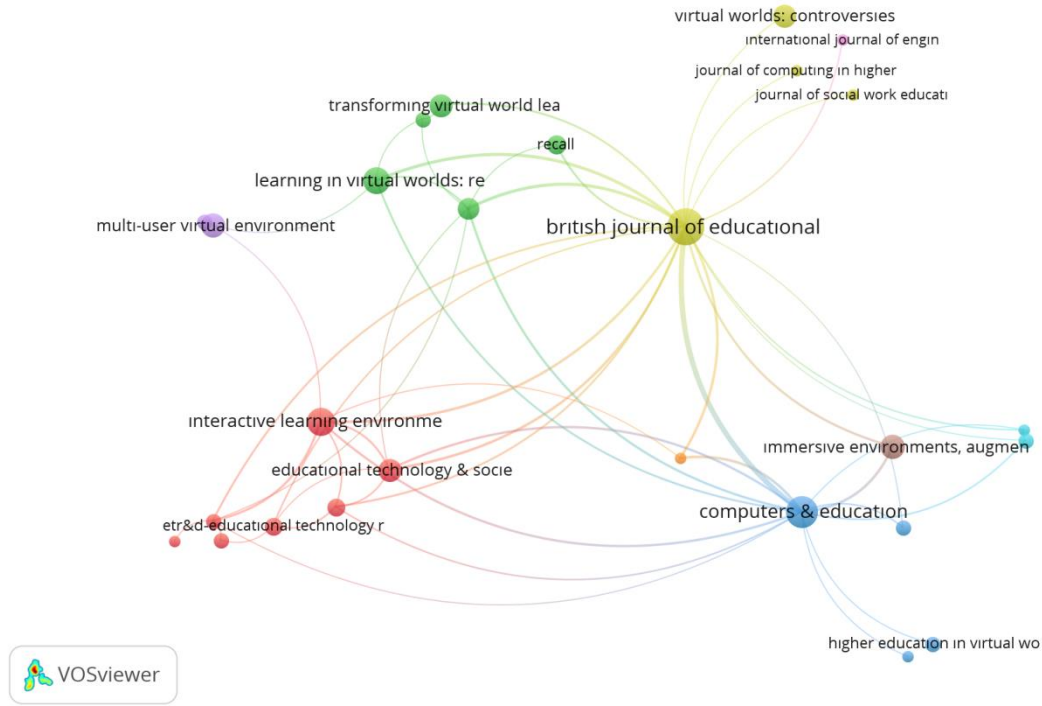 virtual worlds: controversies
international journal of engin
journal of computing in higher
journal of social work educati
transforming virtual world lea
recall
learning in virtual worlds: re
multi-user virtual environment
british journal of educational
interactive learning environme
immersive environments, augmen
educational technology & socie
computers & education
etr&d-educational technology r
higher education in virtual wo
VOSviewer